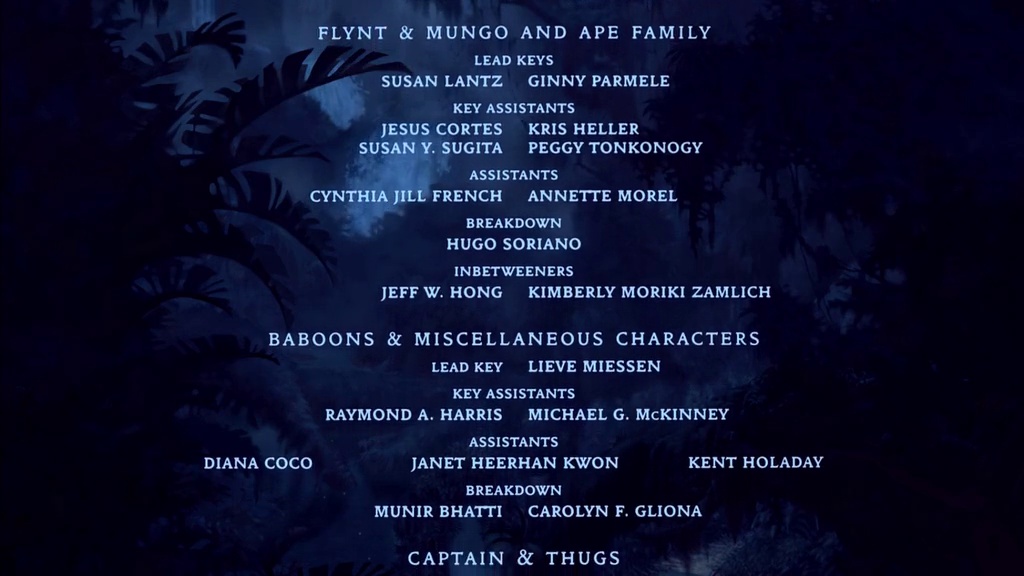 FLYNT & MUNGO AND APE FAMILY
LEAD KEYS
SUSAN LANTZ GINNY PARMELE
KEY ASSISTANTS
JESUS CORTES KRIS HELLER
SUSAN Y. SUGITA PEGGY TONKONOGY
ASSISTANTS
CYNTHIA JILL FRENCH ANNETTE MOREL
BREAKDOWN
HUGO SORIANO
INBETWEENERS
JEFF W. HONG KIMBERLY MORIKI ZAMLICH
BABOONS & MISCELLANEOUS CHARACTERS
LEAD KEY LIEVE MIESSEN
KEY ASSISTANTS
RAYMOND A. HARRIS MICHAEL G. McKINNEY
ASSISTANTS
DIANA COCO JANET HEERHAN KWON KENT HOLADAY
BREAKDOWN
MUNIR BHATTI CAROLYN F. GLIONA
CAPTAIN & THUGS